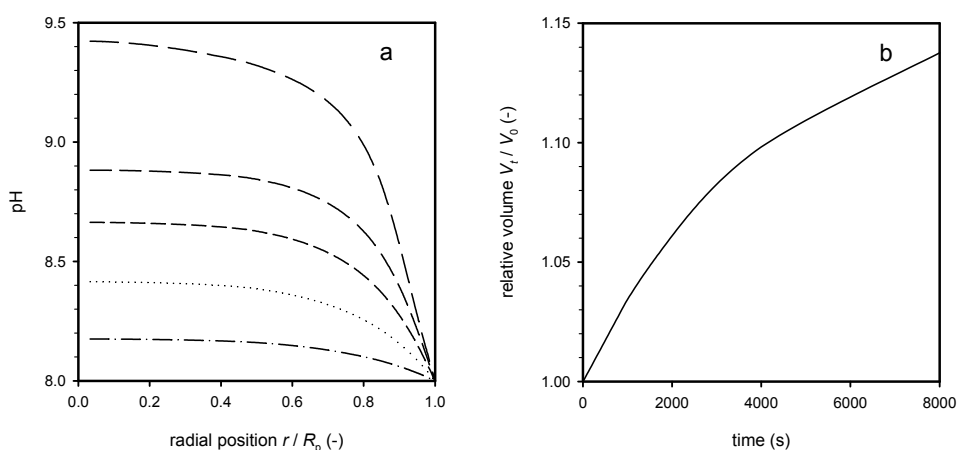 a
9.5
9.0
8.5
8.0
pH
0.0 0.2 0.4 0.6 0.8 1.0
radial position r / Rp (-)
b
1.15
1.10
1.05
1.00
relative volume Vt / V0 (-)
0 2000 4000 6000 8000
time (s)